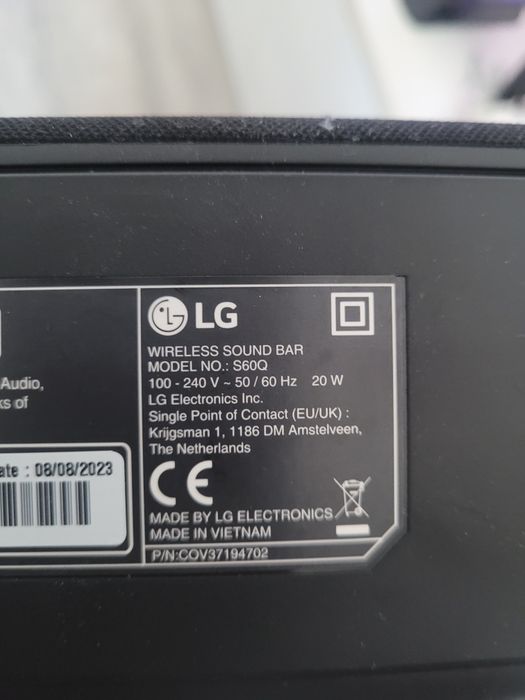 LG
WIRELESS SOUND BAR
MODEL NO.: S60Q
100 - 240 V ~ 50 / 60 Hz 20 W
LG Electronics Inc.
Single Point of Contact (EU/UK) :
Krijgsman 1, 1186 DM Amstelveen,
The Netherlands
CE
MADE BY LG ELECTRONICS
MADE IN VIETNAM
P/N:COV37194702
Audio,
of
: 08/08/2023